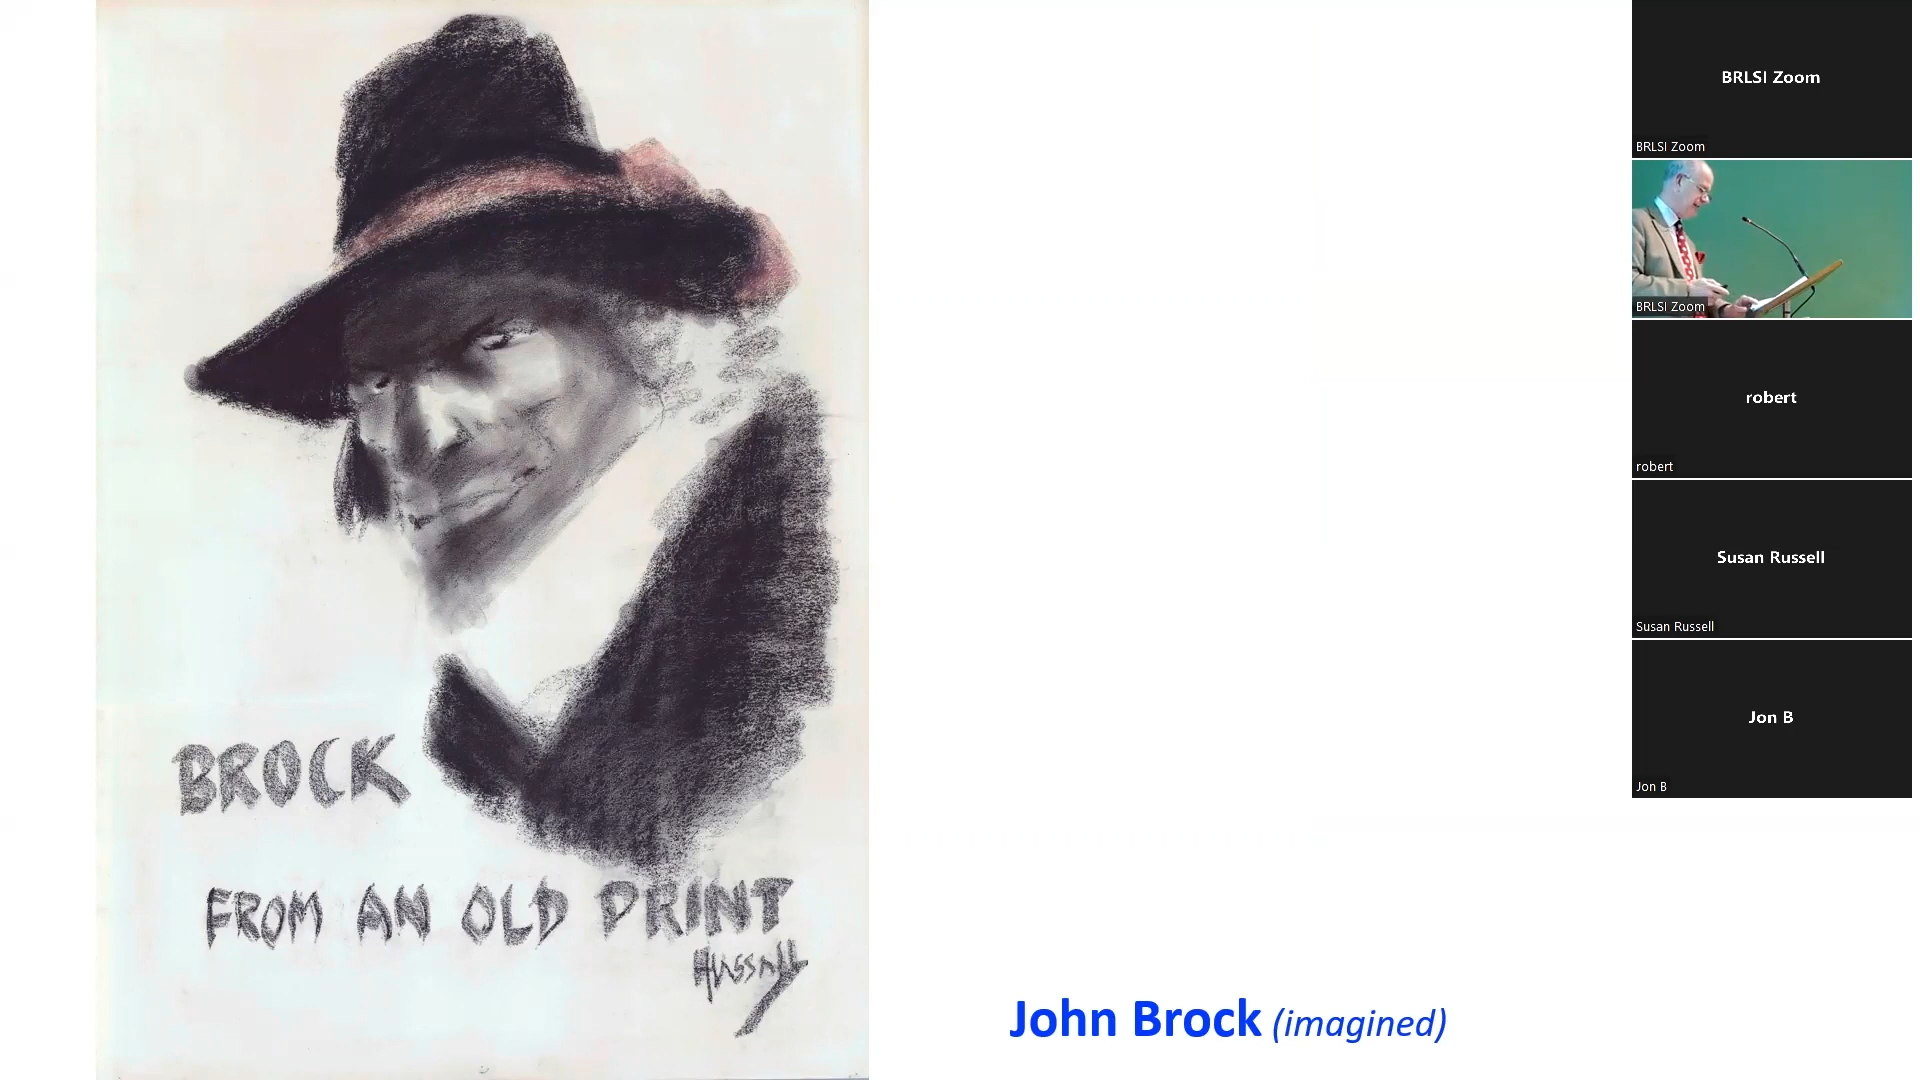 BROCK
FROM AN OLD PRINT
Hassall
John Brock (imagined)
BRLSI Zoom
BRLSI Zoom
BRLSI Zoom
robert
robert
Susan Russell
Susan Russell
Jon B
Jon B